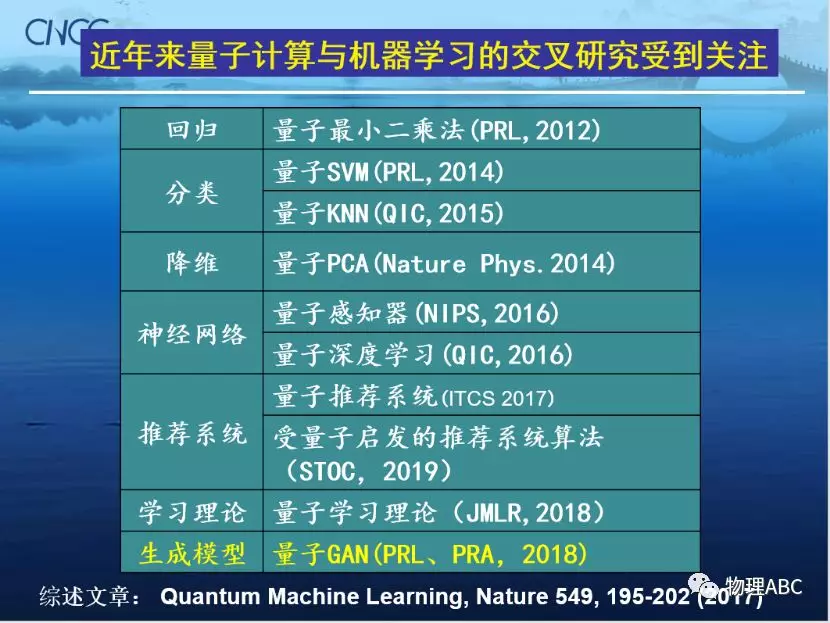 CNCC
近年来量子计算与机器学习的交叉研究受到关注
回归 量子最小二乘法(PRL,2012)
分类 量子SVM(PRL,2014)
量子KNN(QIC,2015)
降维 量子PCA(Nature Phys.2014)
神经网络 量子感知器(NIPS,2016)
量子深度学习(QIC,2016)
推荐系统 量子推荐系统(ITCS 2017)
受量子启发的推荐系统算法
（STOC, 2019）
学习理论 量子学习理论（JMLR,2018）
生成模型 量子GAN(PRL、PRA, 2018)
综述文章： Quantum Machine Learning, Nature 549, 195-202 (2017)
物理ABC